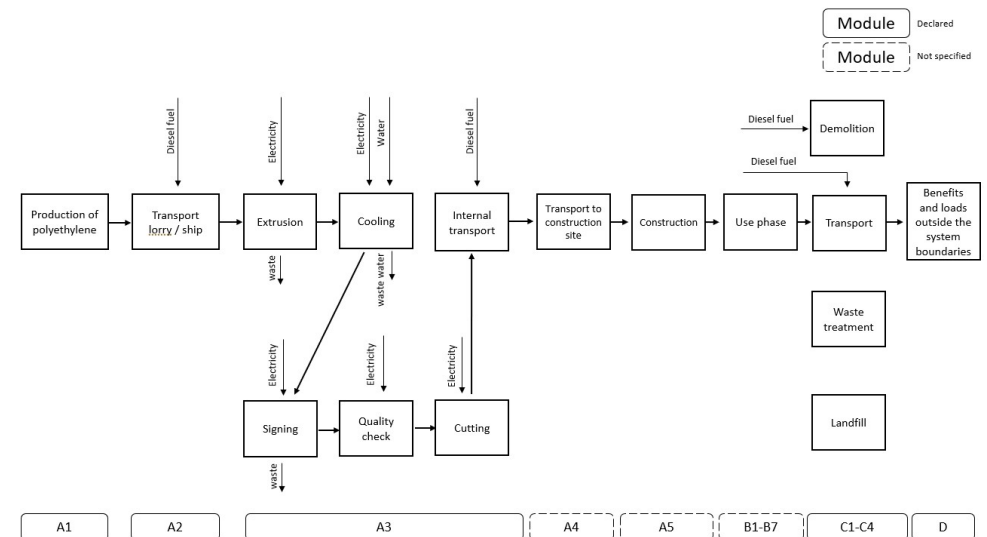 Module
Declared
Module
Not specified
Diesel fuel
Electricity
Electricity
Water
Diesel fuel
Diesel fuel
Demolition
Diesel fuel
Production of
polyethylene
Transport
lorry / ship
Extrusion
Cooling
Internal
transport
Transport to
construction
site
Construction
Use phase
Transport
Benefits
and loads
outside the
system
boundaries
waste
waste water
Waste
treatment
Electricity
Electricity
Electricity
Signing
Quality
check
Cutting
Landfill
waste
A1
A2
A3
A4
A5
B1-B7
C1-C4
D